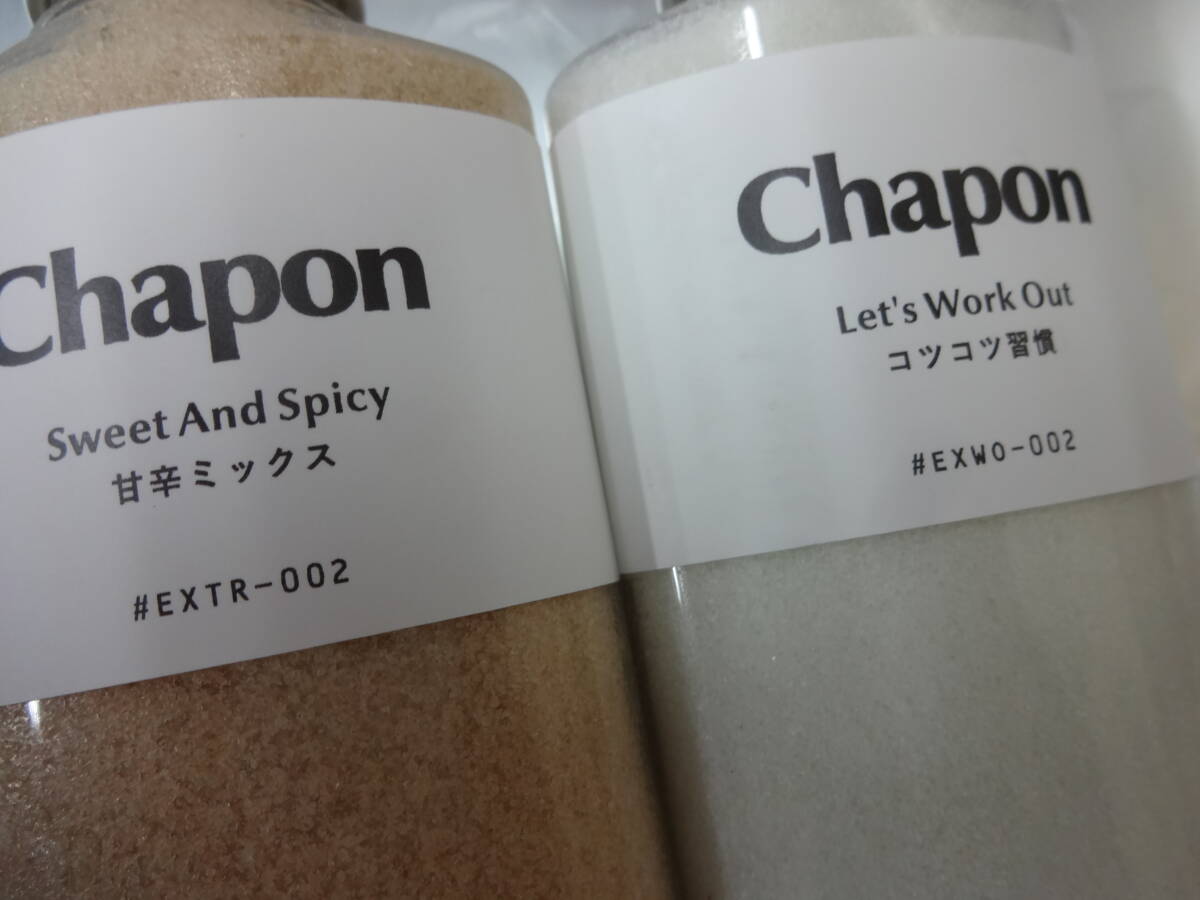 Chapon
Sweet And Spicy
甘辛ミックス
#EXTR-002
Chapon
Let's Work Out
コツコツ習慣
#EXWO-002